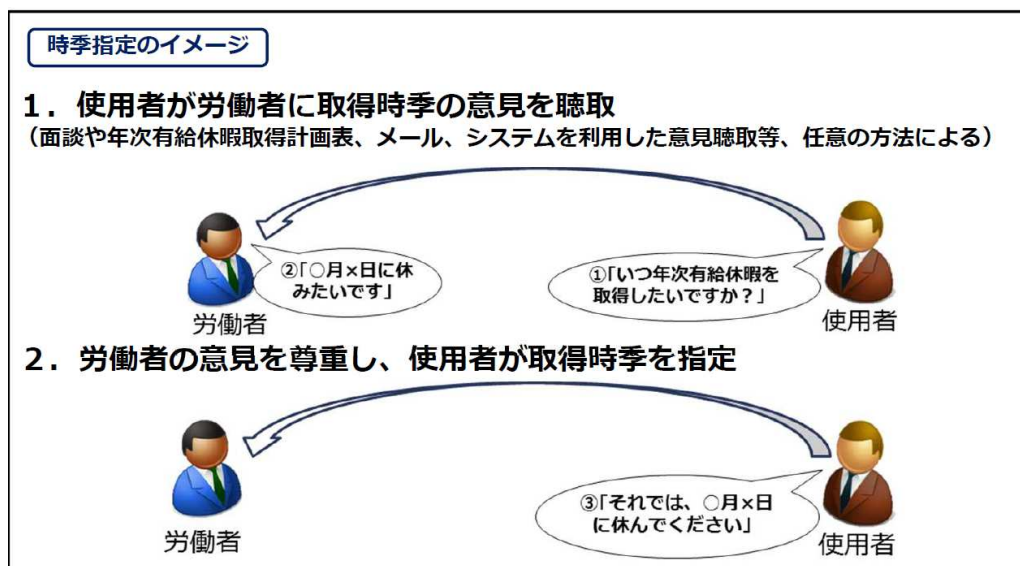 時季指定のイメージ
１．使用者が労働者に取得時季の意見を聴取
（面談や年次有給休暇取得計画表、メール、システムを利用した意見聴取等、任意の方法による）
②「○月×日に休
みたいです」
①「いつ年次有給休暇を
取得したいですか？」
労働者
使用者
２．労働者の意見を尊重し、使用者が取得時季を指定
③「それでは、○月×日
に休んでください」
労働者
使用者